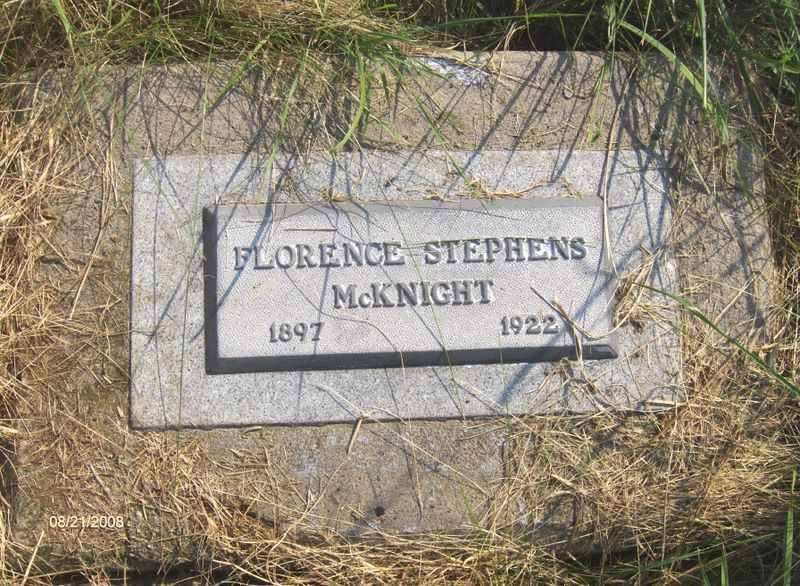 FLORENCE STEPHENS
McKNIGHT
1897 1922
08/21/2008